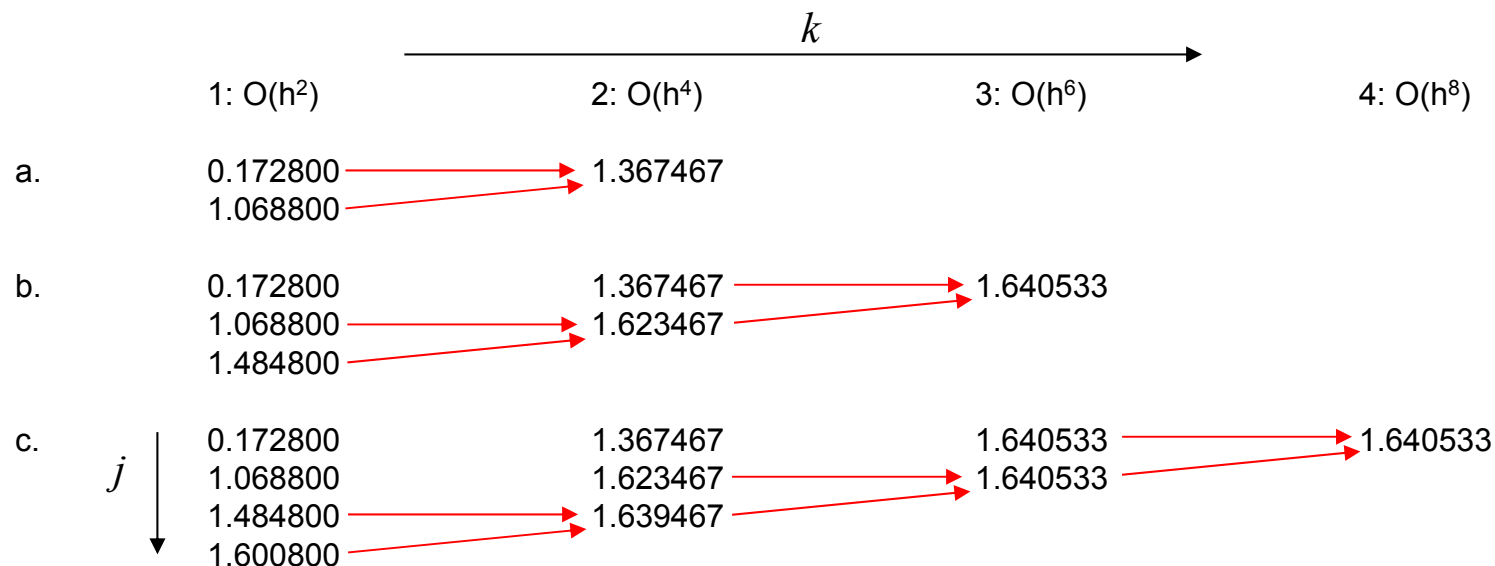 k
1: O(h²) 2: O(h⁴) 3: O(h⁶) 4: O(h⁸)
a. 0.172800 1.367467
1.068800
b. 0.172800 1.367467 1.640533
1.068800 1.623467
1.484800
c. 0.172800 1.367467 1.640533 1.640533
j 1.068800 1.623467 1.640533
1.484800 1.639467
1.600800